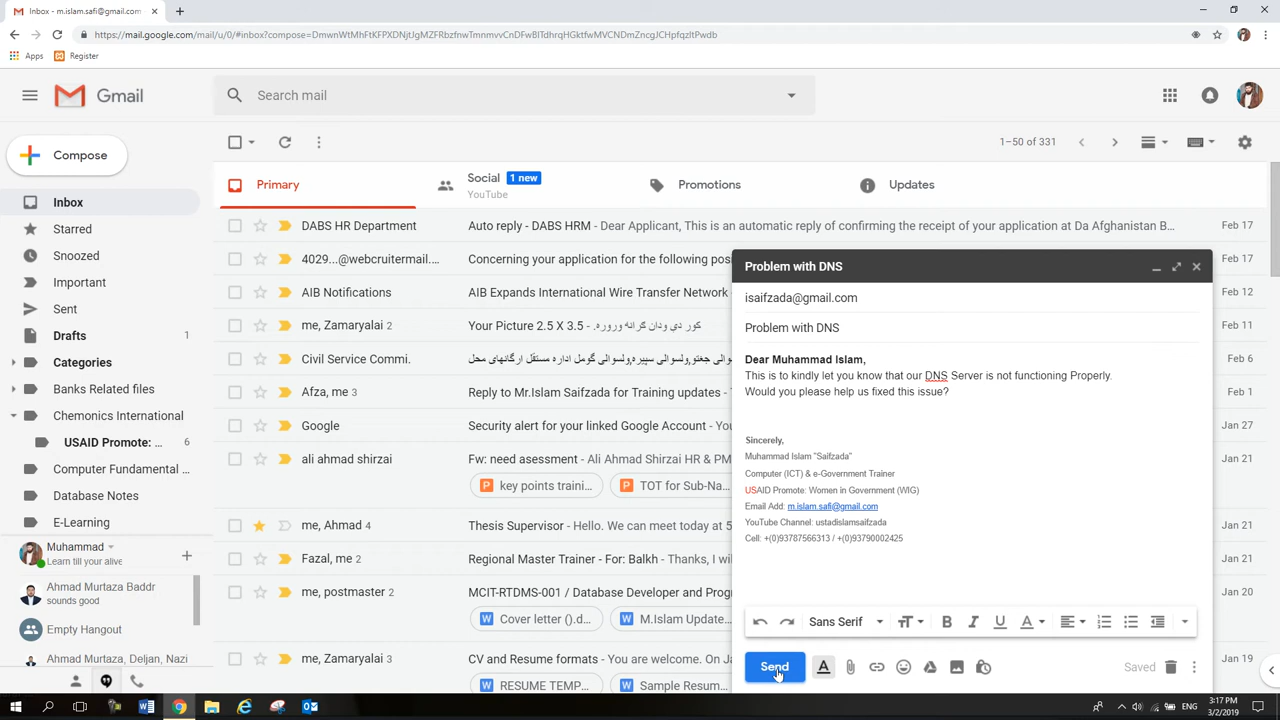 Inbox - m.islam.safi@gmail.com
https://mail.google.com/mail/u/0/#inbox?compose=DmwnWtMhFtKFPXDNjtJgMZFRbzfnwTmnmvvCnDFwBlTdhrqHGktfwMVCNDmZncgJCHpfqzltPwdb
Apps
Register
Gmail
Search mail
Compose
1–50 of 331
Primary
Social
1 new
YouTube
Promotions
Updates
Inbox
Starred
Snoozed
Important
Sent
Drafts 1
Categories
Banks Related files
Chemonics International
USAID Promote: ... 6
Computer Fundamental ...
Database Notes
E-Learning
Muhammad
Learn till your alive
Ahmad Murtaza Baddr
sounds good
Empty Hangout
Ahmad Murtaza, Deljan, Nazi
DABS HR Department Auto reply - DABS HRM - Dear Applicant, This is an automatic reply of confirming the receipt of your application at Da Afghanistan B... Feb 17
4029...@webcruitermail.... Concerning your application for the following pos Feb 17
AIB Notifications AIB Expands International Wire Transfer Network Feb 12
me, Zamaryalai 2 Your Picture 2.5 X 3.5 - کور دي ودان گرانه وروره. Feb 11
Civil Service Commi. جغتو,ولسوالی سپیره,ولسوالی گومل اداره مستقل ارگانهای محل Feb 6
Afza, me 3 Reply to Mr.Islam Saifzada for Training updates - Feb 1
Google Security alert for your linked Google Account - You Jan 27
ali ahmad shirzai Fw: need asessment - Ali Ahmad Shirzai HR & PM Jan 21
key points traini...
TOT for Sub-Na...
me, Ahmad 4 Thesis Supervisor - Hello. We can meet today at 5 Jan 21
Fazal, me 2 Regional Master Trainer - For: Balkh - Thanks, I wil Jan 21
me, postmaster 2 MCIT-RTDMS-001 / Database Developer and Prog Jan 20
Cover letter ().d...
M.Islam Update...
me, Zamaryalai 3 CV and Resume formats - You are welcome. On Ja Jan 19
RESUME TEMP...
Sample Resum...
Problem with DNS
isaifzada@gmail.com
Problem with DNS
Dear Muhammad Islam,
This is to kindly let you know that our DNS Server is not functioning Properly.
Would you please help us fixed this issue?
Sincerely,
Muhammad Islam "Saifzada"
Computer (ICT) & e-Government Trainer
USAID Promote: Women in Government (WIG)
Email Add: m.islam.safi@gmail.com
YouTube Channel: ustadislamsaifzada
Cell: +(0)93787566313 / +(0)93790002425
Sans Serif
Send
Saved
ENG
3:17 PM
3/2/2019